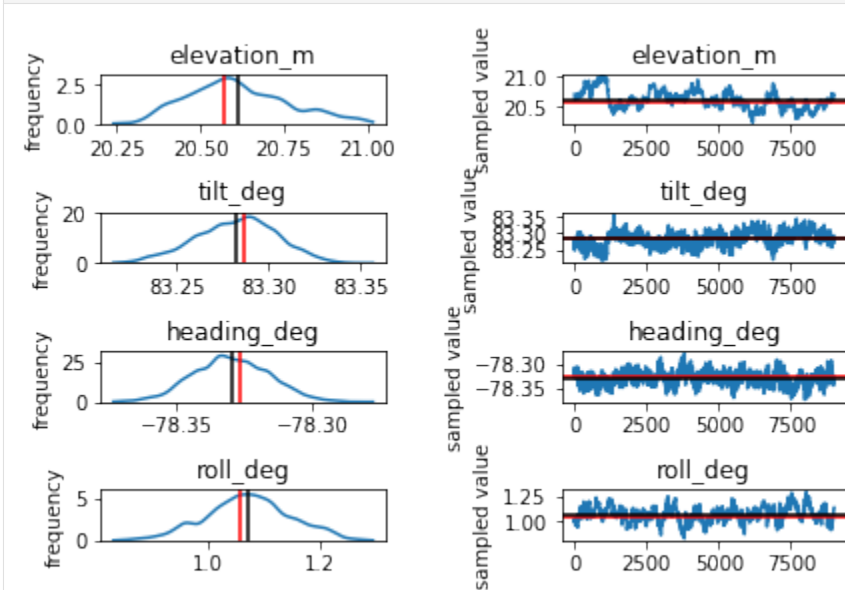 elevation_m
frequency
2.5
0.0
20.25 20.50 20.75 21.00
elevation_m
sampled value
21.0
20.5
0 2500 5000 7500
tilt_deg
frequency
20
0
83.25 83.30 83.35
tilt_deg
sampled value
83.35
83.30
83.25
0 2500 5000 7500
heading_deg
frequency
25
0
−78.35 −78.30
heading_deg
sampled value
−78.30
−78.35
0 2500 5000 7500
roll_deg
frequency
5
0
1.0 1.2
roll_deg
sampled value
1.25
1.00
0 2500 5000 7500